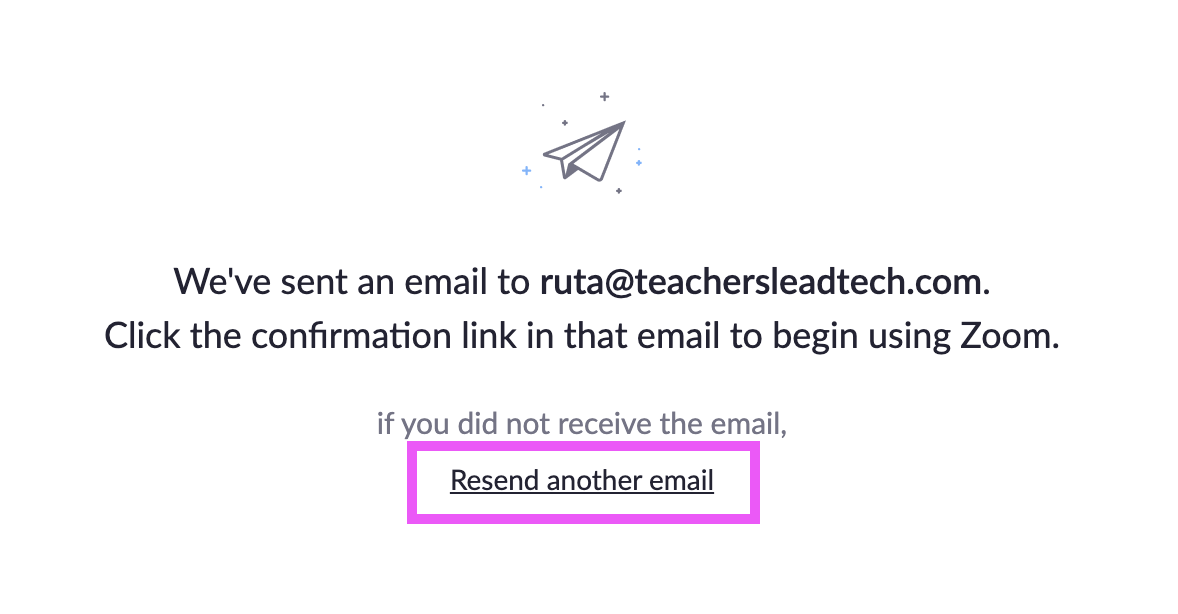 We've sent an email to ruta@teachersleadtech.com.
Click the confirmation link in that email to begin using Zoom.
if you did not receive the email,
Resend another email